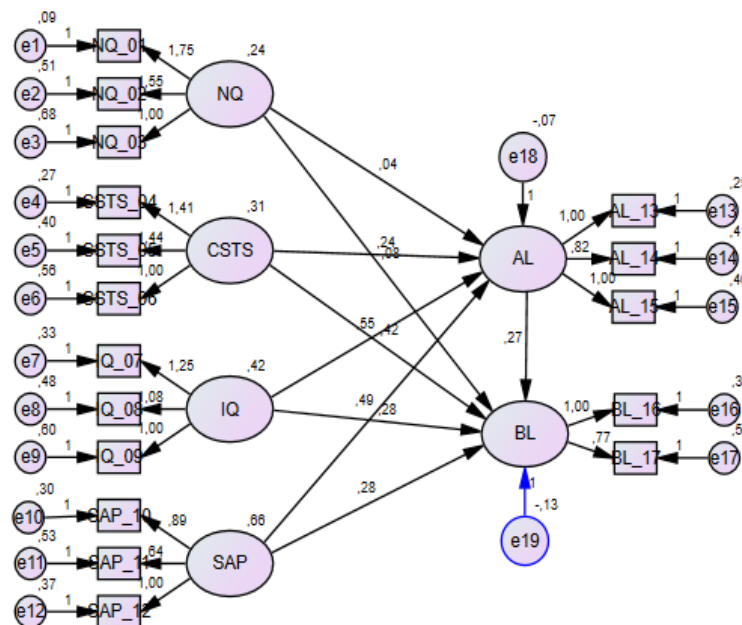 ,09
e1 1 NQ_01
1,75
,24
,51
e2 1 NQ_02
1,55
NQ
,68
e3 1 NQ_03
1,00
-,07
e18
1
,04
,27
e4 1 CSTS_04
1,41
,31
,40
e5 1
1,44
CSTS
,56
e6 1 CSTS_06
1,00
,24
,08
AL
1,00
AL_13
1
e13
,82
AL_14
1
e14
1,00
AL_15
1
e15
,33
e7 1 Q_07
1,25
,42
,48
e8 1 Q_08
,08
IQ
,60
e9 1 Q_09
1,00
,55
,42
,27
,49
,28
BL
1,00
BL_16
1
e16
,77
BL_17
1
e17
,30
e10 1 SAP_10
,89
,66
,53
e11 1 SAP_11
,64
SAP
,37
e12 1 SAP_12
1,00
,28
1
-,13
e19